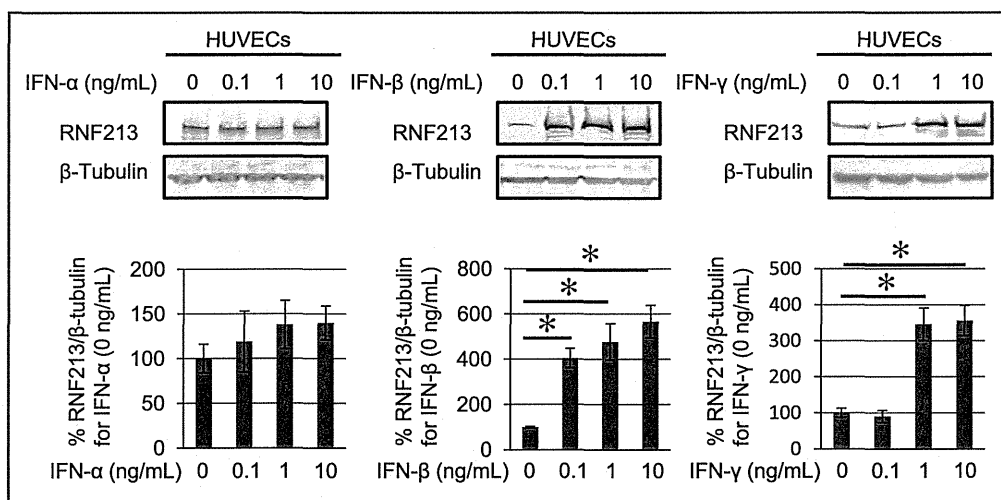 HUVECs
IFN-α (ng/mL) 0 0.1 1 10
RNF213
β-Tubulin
% RNF213/β-tubulin
for IFN-α (0 ng/mL)
200
150
100
50
0
IFN-α (ng/mL) 0 0.1 1 10
HUVECs
IFN-β (ng/mL) 0 0.1 1 10
RNF213
β-Tubulin
% RNF213/β-tubulin
for IFN-β (0 ng/mL)
800
600
400
200
0
*
*
*
IFN-β (ng/mL) 0 0.1 1 10
HUVECs
IFN-γ (ng/mL) 0 0.1 1 10
RNF213
β-Tubulin
% RNF213/β-tubulin
for IFN-γ (0 ng/mL)
500
400
300
200
100
0
*
*
IFN-γ (ng/mL) 0 0.1 1 10